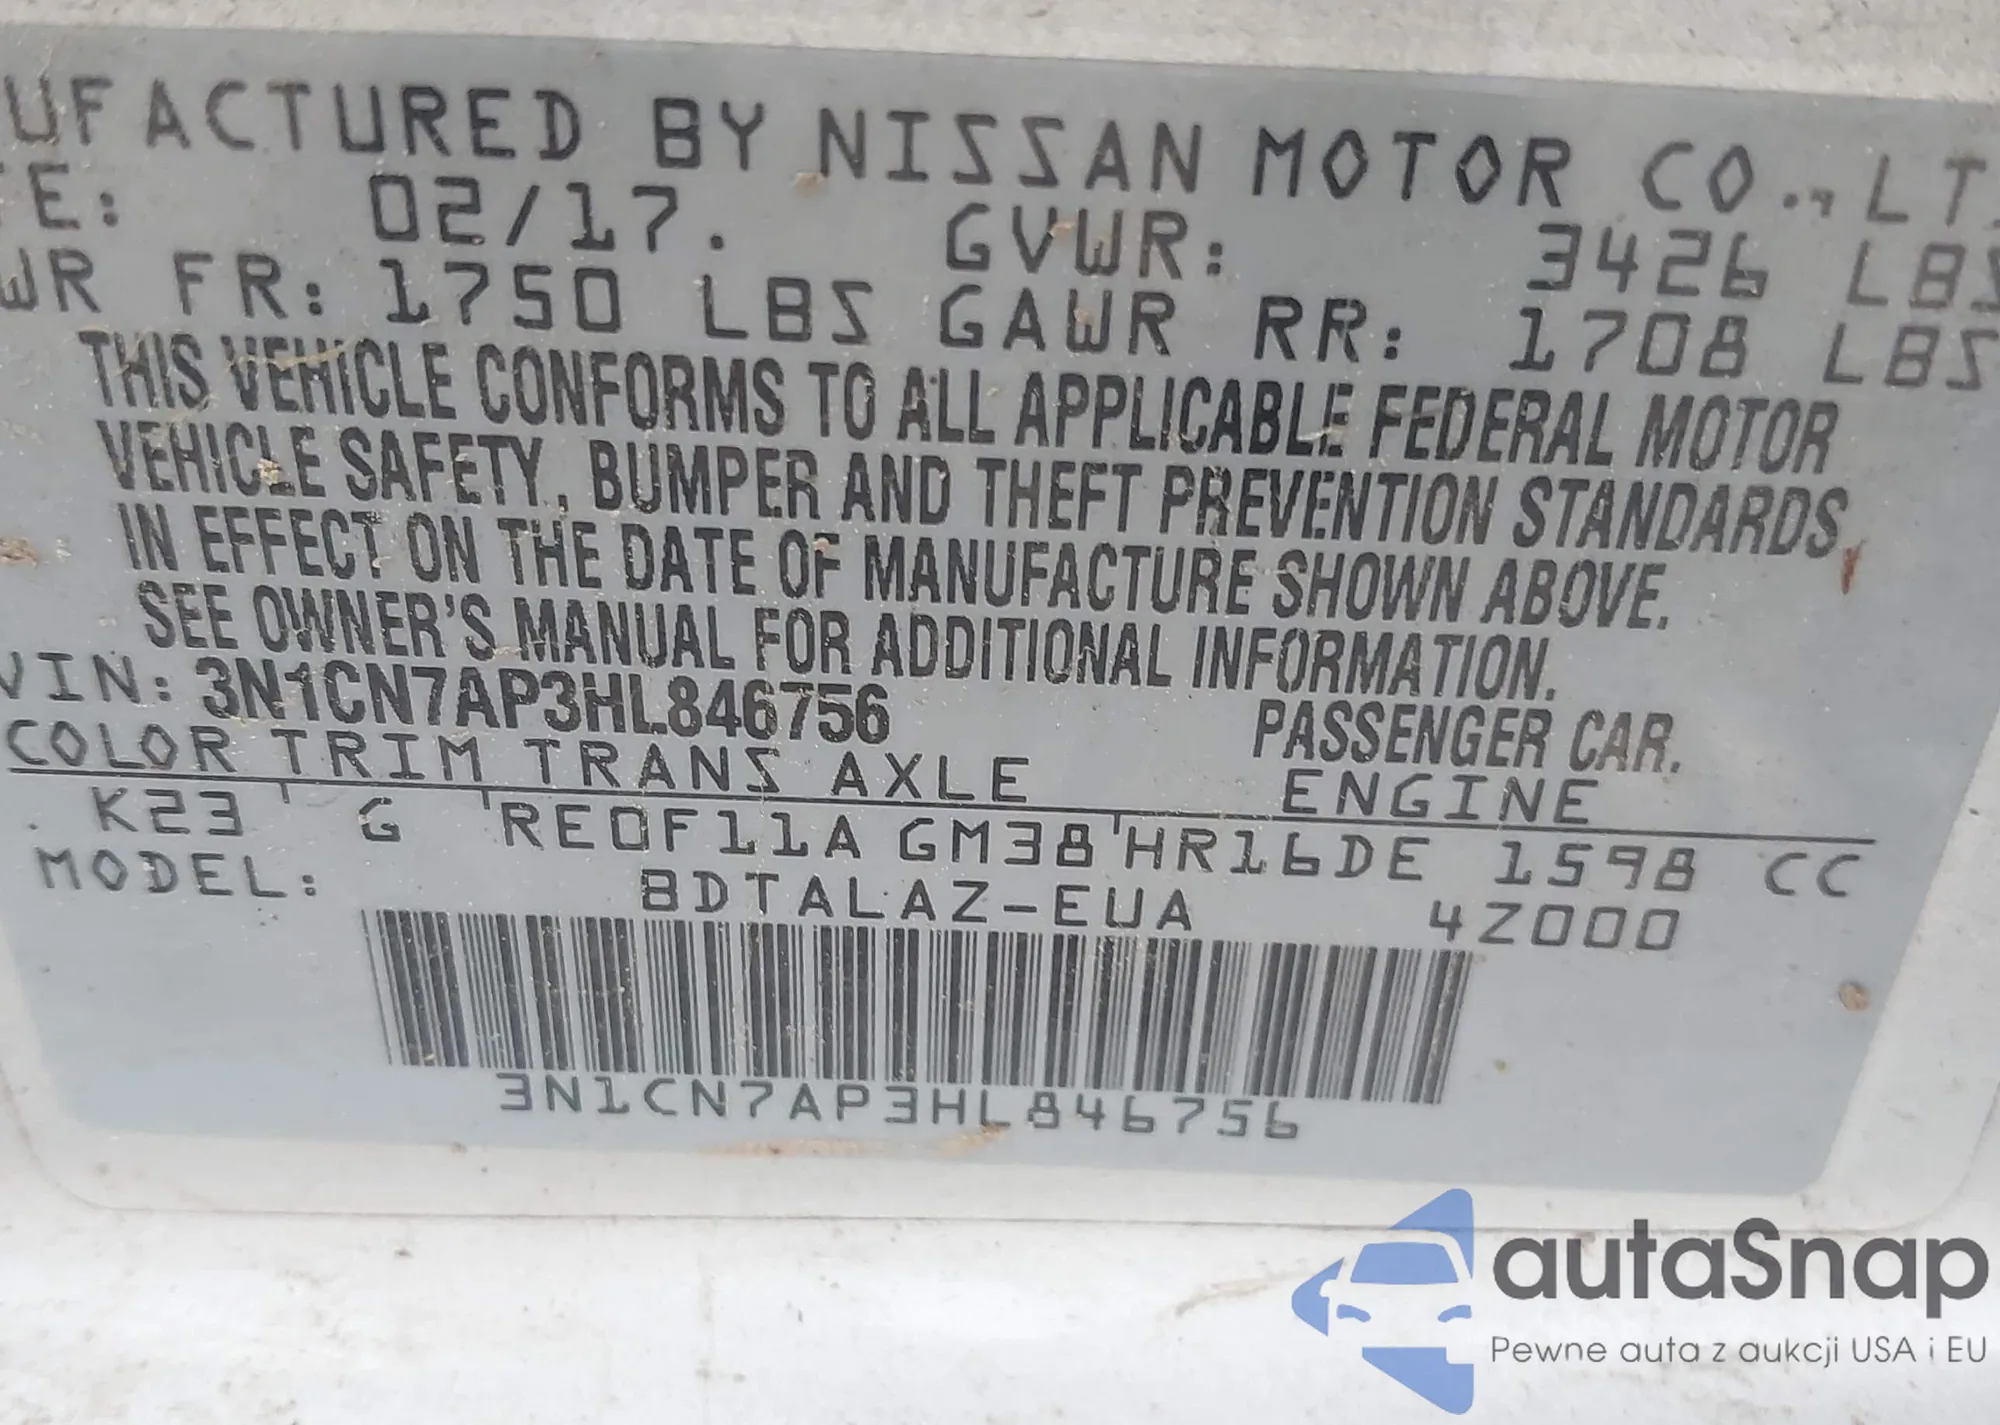 UFACTURED BY NISSAN MOTOR CO., LT
TE: 02/17. GVWR: 3426 LBS
WR FR: 1750 LBS GAWR RR: 1708 LBS
THIS VEHICLE CONFORMS TO ALL APPLICABLE FEDERAL MOTOR
VEHICLE SAFETY, BUMPER AND THEFT PREVENTION STANDARDS
IN EFFECT ON THE DATE OF MANUFACTURE SHOWN ABOVE.
SEE OWNER'S MANUAL FOR ADDITIONAL INFORMATION.
VIN: 3N1CN7AP3HL846756 PASSENGER CAR.
COLOR TRIM TRANS AXLE ENGINE
K23 G RE0F11A GM38 HR16DE 1598 CC
MODEL: BDTALAZ-EUA 4Z000
3N1CN7AP3HL846756
autaSnap
Pewne auta z aukcji USA i EU